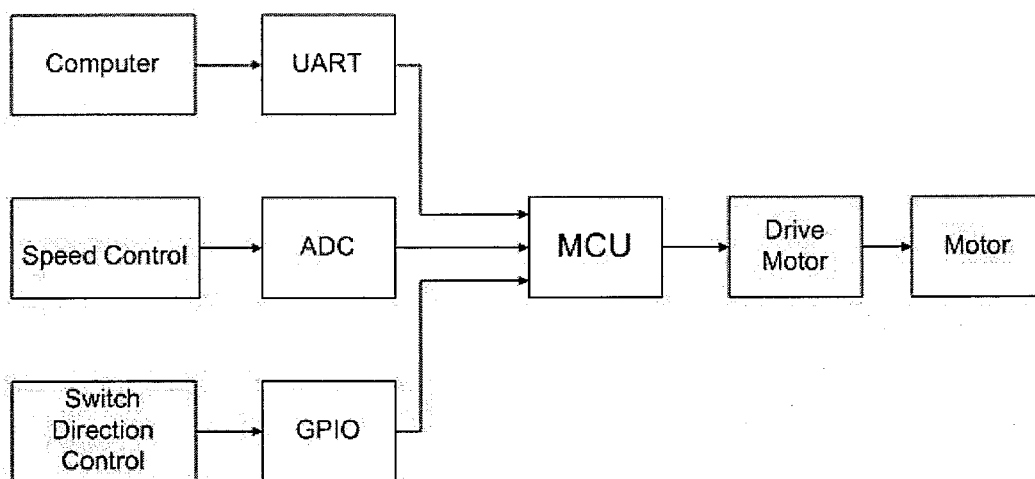 Computer
UART
Speed Control
ADC
MCU
Drive
Motor
Motor
Switch
Direction
Control
GPIO